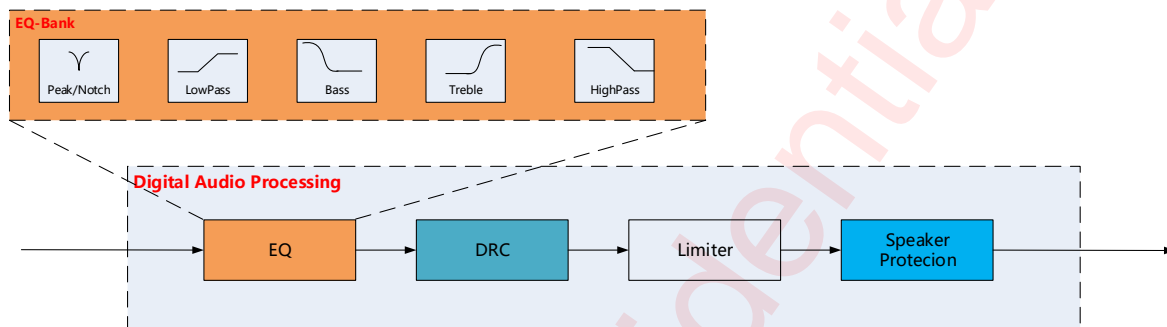 EQ-Bank
Peak/Notch
LowPass
Bass
Treble
HighPass
Digital Audio Processing
EQ
DRC
Limiter
Speaker
Protecion